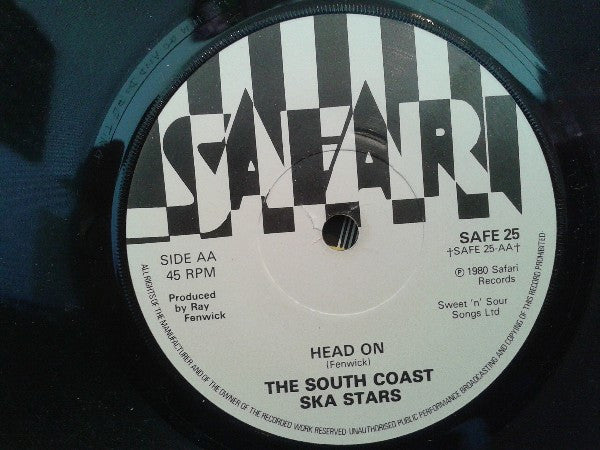 SAFARI
SIDE AA
45 RPM
Produced
by Ray
Fenwick
SAFE 25
†SAFE 25-AA†
℗ 1980 Safari
Records
Sweet 'n' Sour
Songs Ltd
HEAD ON
(Fenwick)
THE SOUTH COAST
SKA STARS
ALL RIGHTS OF THE MANUFACTURER AND OF THE OWNER OF THE RECORDED WORK RESERVED·UNAUTHORISED PUBLIC PERFORMANCE BROADCASTING AND COPYING OF THIS RECORD PROHIBITED·